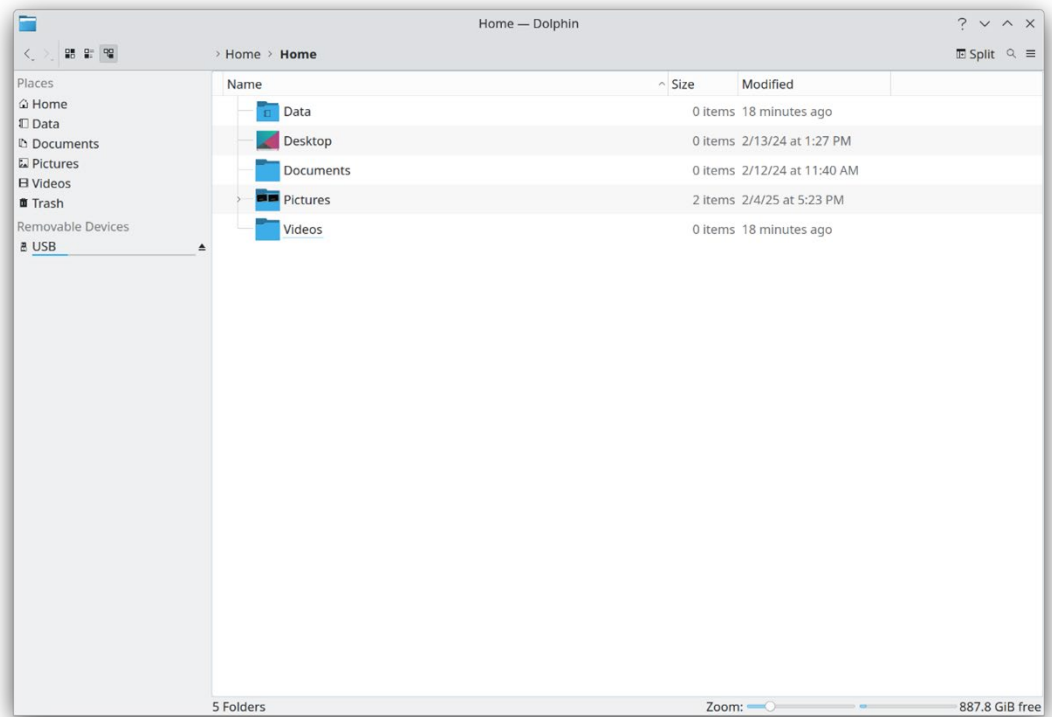 Home — Dolphin
Home > Home
Split
Places
Home
Data
Documents
Pictures
Videos
Trash
Removable Devices
USB
Name Size Modified
Data 0 items 18 minutes ago
Desktop 0 items 2/13/24 at 1:27 PM
Documents 0 items 2/12/24 at 11:40 AM
Pictures 2 items 2/4/25 at 5:23 PM
Videos 0 items 18 minutes ago
5 Folders Zoom: 887.8 GiB free